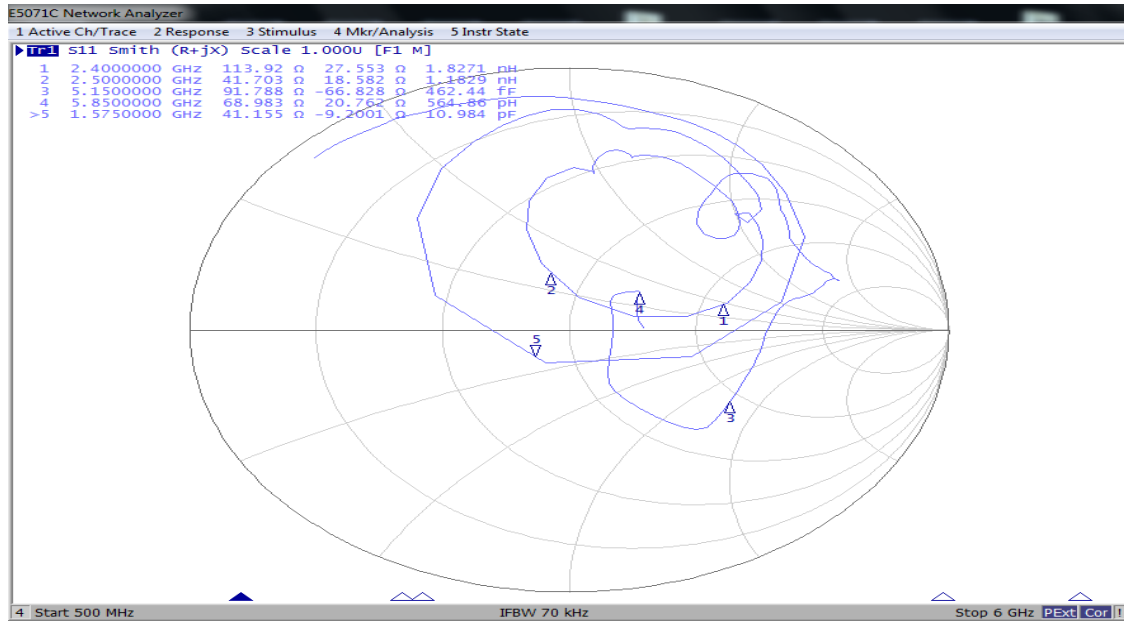 E5071C Network Analyzer
1 Active Ch/Trace 2 Response 3 Stimulus 4 Mkr/Analysis 5 Instr State
Tr1 S11 Smith (R+jX) Scale 1.000U [F1 M]
1 2.4000000 GHz 113.92 Ω 27.553 Ω 1.8271 nH
2 2.5000000 GHz 41.703 Ω 18.582 Ω 1.1829 nH
3 5.1500000 GHz 91.788 Ω -66.828 Ω 462.44 fF
4 5.8500000 GHz 68.983 Ω 20.762 Ω 564.86 pH
>5 1.5750000 GHz 41.155 Ω -9.2001 Ω 10.984 pF
2
4
1
5
3
4 Start 500 MHz IFBW 70 kHz Stop 6 GHz PExt Cor !